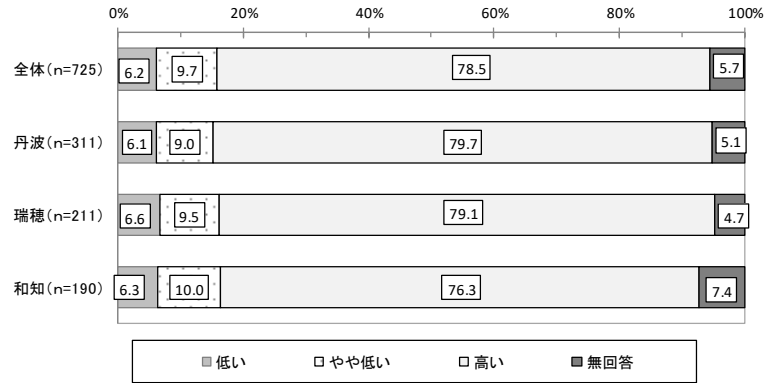 0% 20% 40% 60% 80% 100%
全体(n=725) 6.2 9.7 78.5 5.7
丹波(n=311) 6.1 9.0 79.7 5.1
瑞穂(n=211) 6.6 9.5 79.1 4.7
和知(n=190) 6.3 10.0 76.3 7.4
低い やや低い 高い 無回答